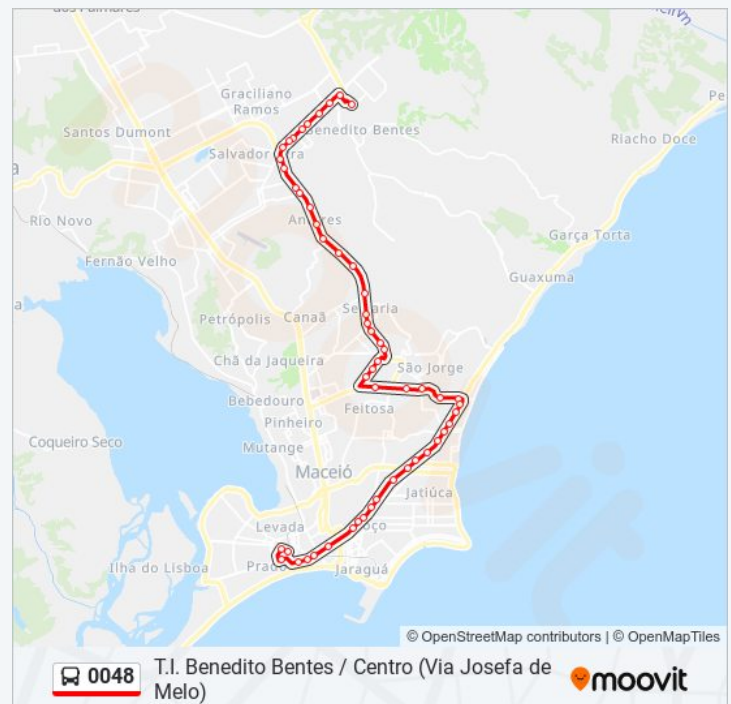 dos Palmares
Graciliano
Ramos
Santos Dumont
Benedito Bentes
Riacho Doce
Salvador
Rio Novo
Garça Torta
Fernão Velho
Guaxuma
Petrópolis
Canaã
Chã da Jaqueira
São Jorge
Bebedouro
Feitosa
Pinheiro
Coqueiro Seco
Mutange
Maceió
Jatiúca
Levada
Ilha do Lisboa
Prado
Jaraguá
© OpenStreetMap contributors | © OpenMapTiles
0048
T.I. Benedito Bentes / Centro (Via Josefa de
Melo)
moovit